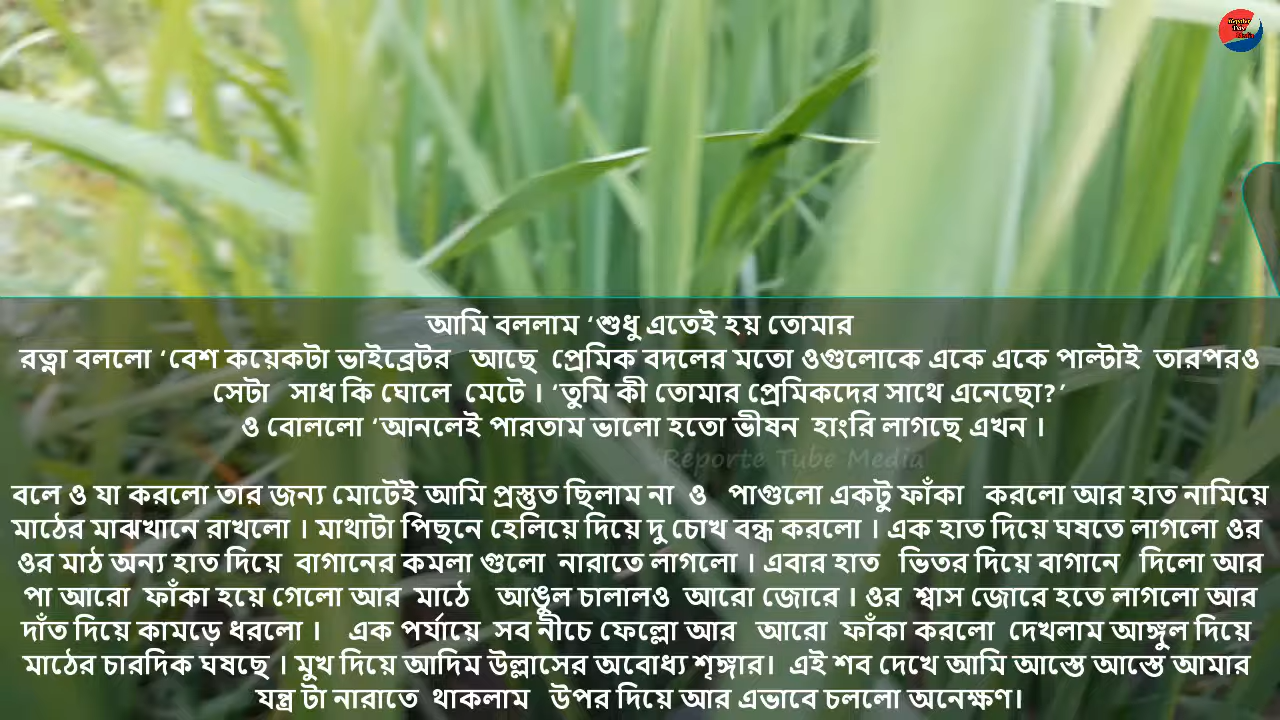 আমি বললাম ‘শুধু এতেই হয় তোমার
রত্না বললো ‘বেশ কয়েকটা ভাইব্রেটর আছে প্রেমিক বদলের মতো ওগুলোকে একে একে পাল্টাই তারপরও
সেটা সাধ কি ঘোলে মেটে । ‘তুমি কী তোমার প্রেমিকদের সাথে এনেছো?’
ও বোললো ‘আনলেই পারতাম ভালো হতো ভীষন হাংরি লাগছে এখন ।
Reporte Tube Media
বলে ও যা করলো তার জন্য মোটেই আমি প্রস্তুত ছিলাম না ও পাগুলো একটু ফাঁকা করলো আর হাত নামিয়ে
মাঠের মাঝখানে রাখলো । মাথাটা পিছনে হেলিয়ে দিয়ে দু চোখ বন্ধ করলো । এক হাত দিয়ে ঘষতে লাগলো ওর
ওর মাঠ অন্য হাত দিয়ে বাগানের কমলা গুলো নারাতে লাগলো । এবার হাত ভিতর দিয়ে বাগানে দিলো আর
পা আরো ফাঁকা হয়ে গেলো আর মাঠে আঙুল চালালও আরো জোরে । ওর শ্বাস জোরে হতে লাগলো আর
দাঁত দিয়ে কামড়ে ধরলো । এক পর্যায়ে সব নীচে ফেল্লো আর আরো ফাঁকা করলো দেখলাম আঙ্গুল দিয়ে
মাঠের চারদিক ঘষছে । মুখ দিয়ে আদিম উল্লাসের অবোধ্য শৃঙ্গার। এই শব দেখে আমি আস্তে আস্তে আমার
যন্ত্র টা নারাতে থাকলাম উপর দিয়ে আর এভাবে চললো অনেক্ষণ।